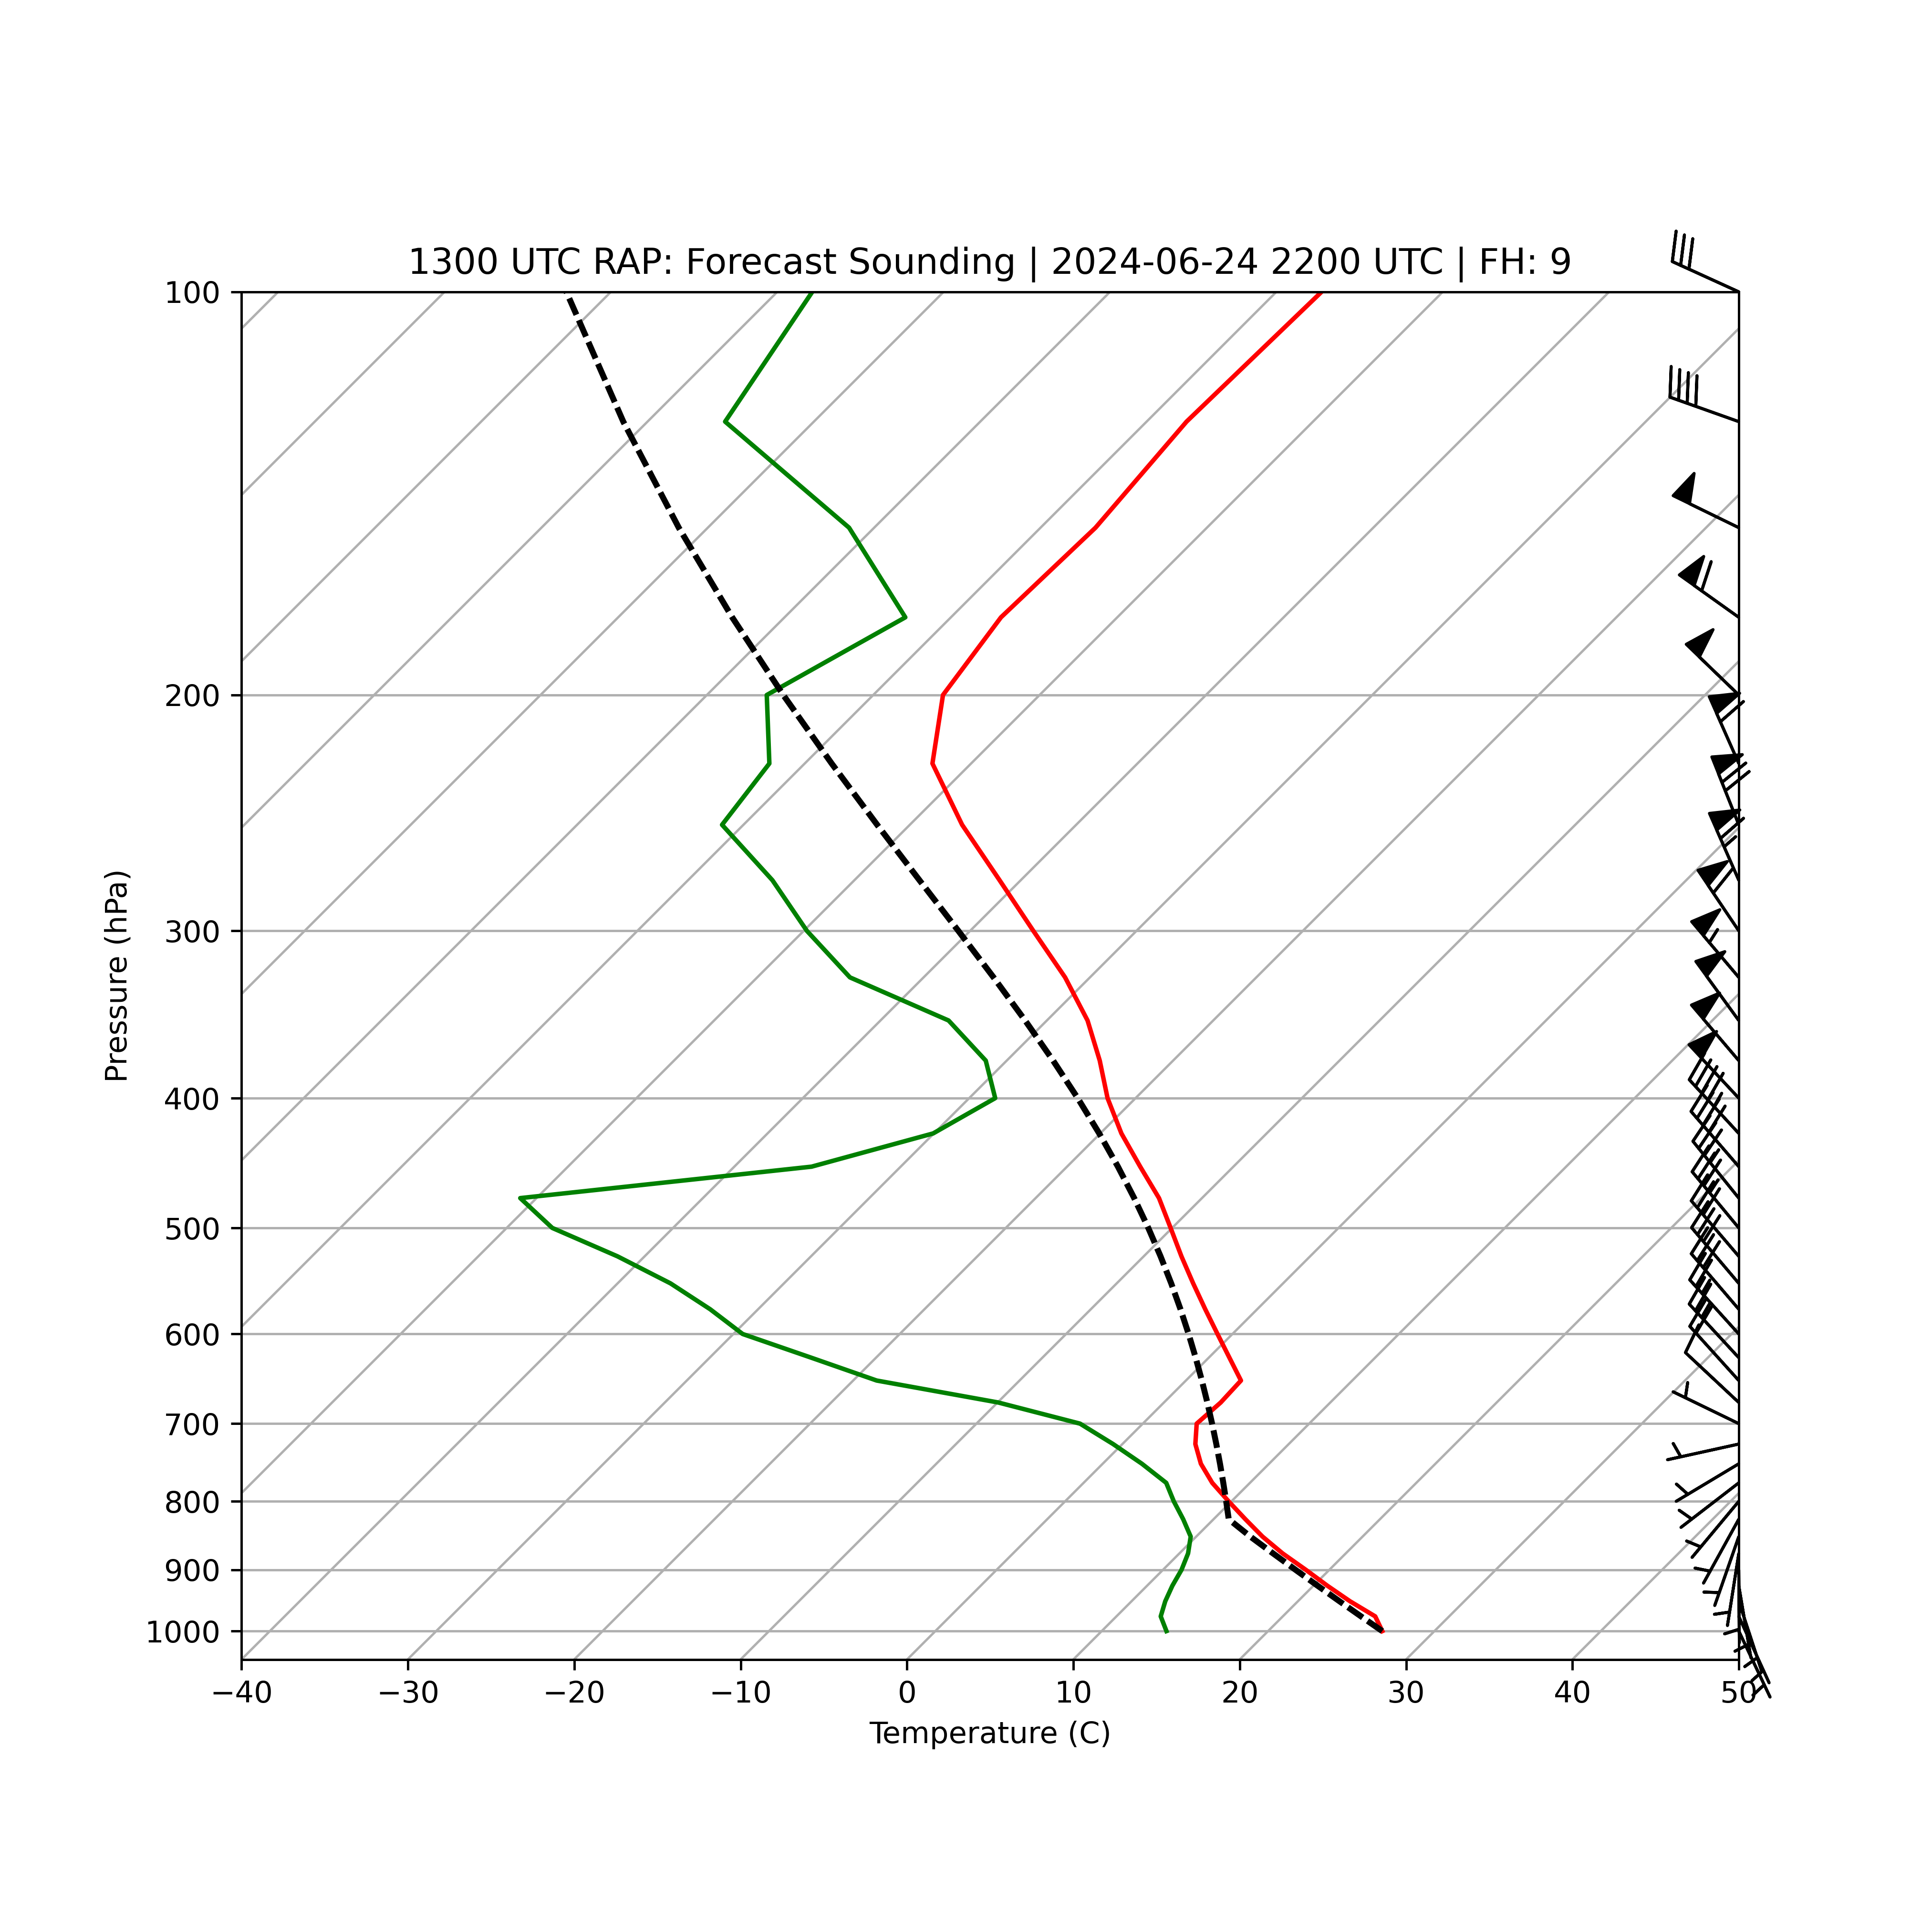 1300 UTC RAP: Forecast Sounding | 2024-06-24 2200 UTC | FH: 9
100
200
300
400
500
600
700
800
900
1000
Pressure (hPa)
−40 −30 −20 −10 0 10 20 30 40 50
Temperature (C)